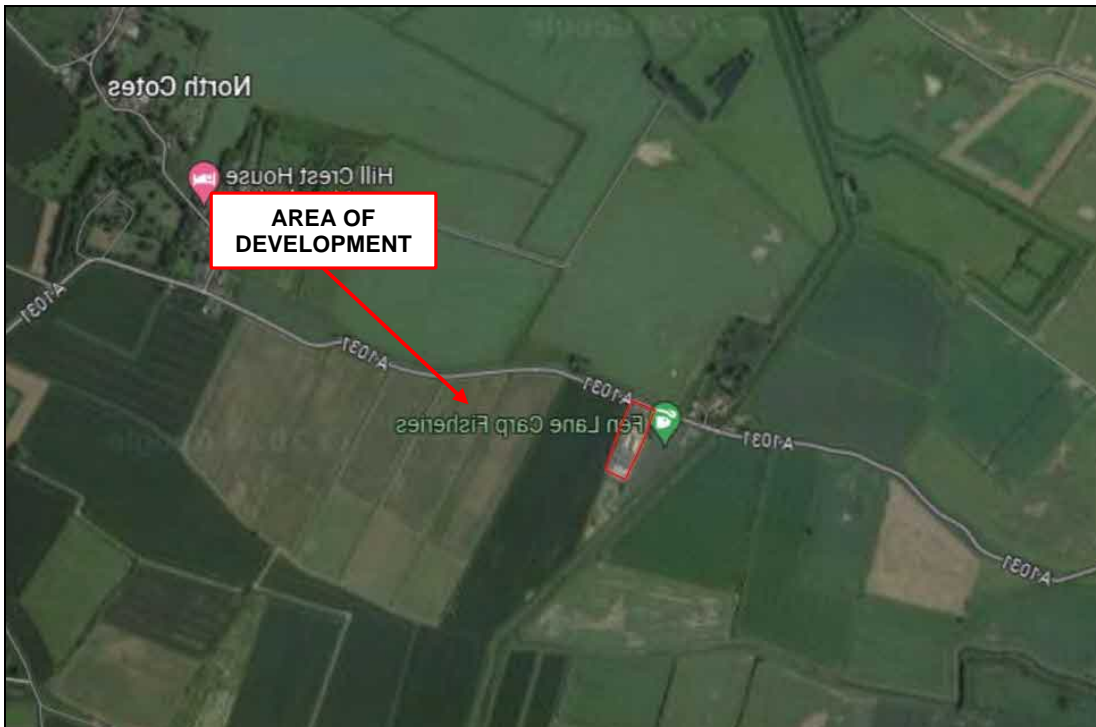 North Cotes
Hill Crest House
AREA OF
DEVELOPMENT
A1031
A1031
A1031
Fen Lane Carp Fisheries
A1031
A1031